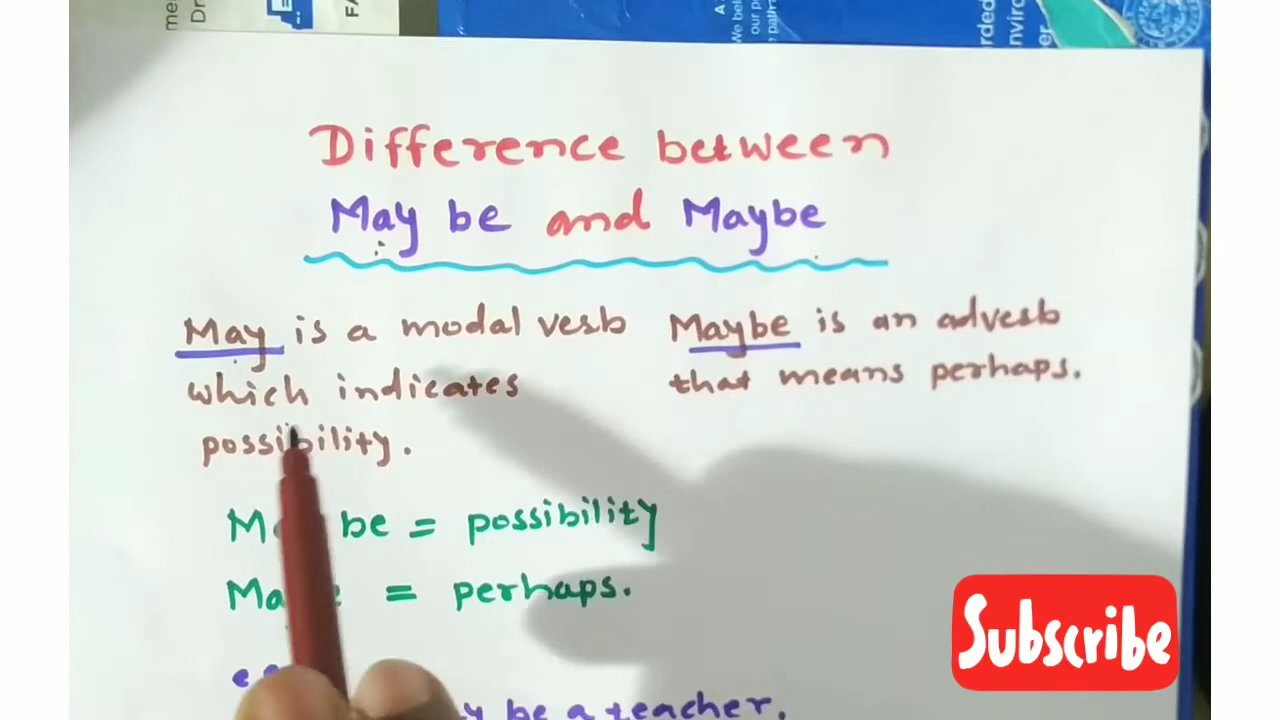 Difference between
May be and Maybe
May is a modal verb
which indicates
possibility.
Maybe is an adverb
that means perhaps.
be = possibility
= perhaps.
be a teacher.
Subscribe